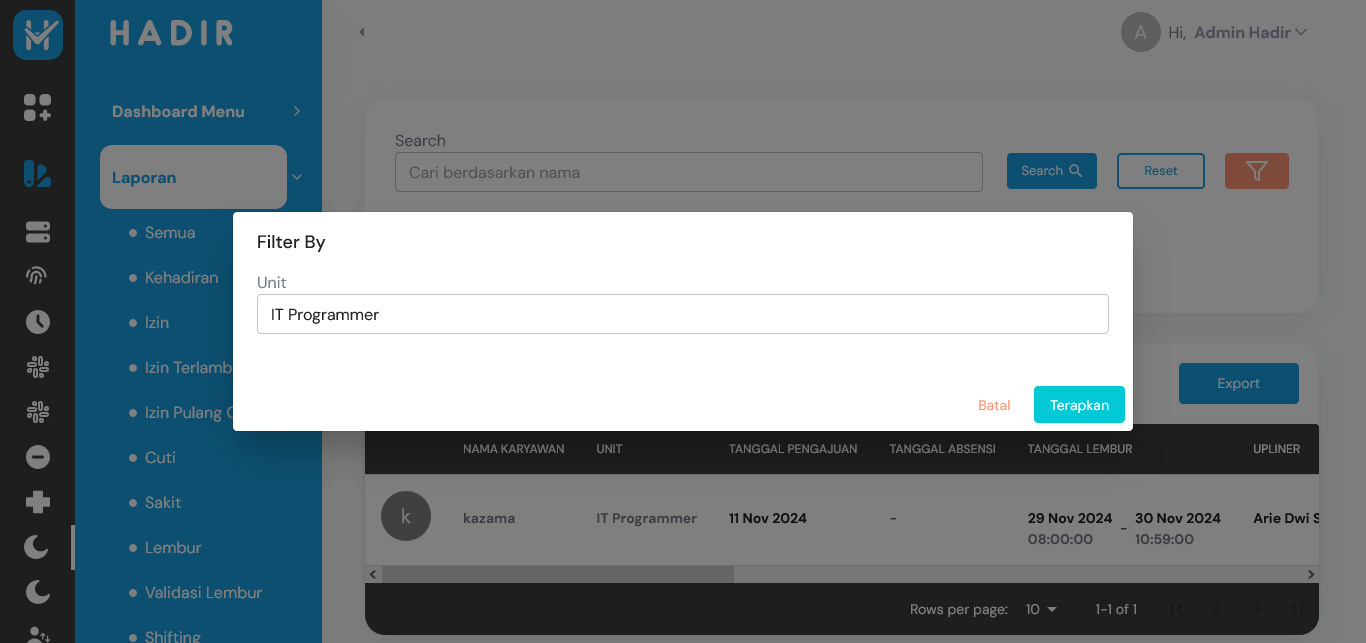 HADIR
A
Hi, Admin Hadir
Dashboard Menu
Laporan
Semua
Kehadiran
Izin
Izin Terlamb
Izin Pulang
Cuti
Sakit
Lembur
Validasi Lembur
Shifting
Search
Cari berdasarkan nama
Search
Reset
Filter By
Unit
IT Programmer
Batal
Terapkan
Export
NAMA KARYAWAN UNIT TANGGAL PENGAJUAN TANGGAL ABSENSI TANGGAL LEMBUR UPLINER
k kazama IT Programmer 11 Nov 2024 - 29 Nov 2024 - 30 Nov 2024 Arie Dwi S
08:00:00 10:59:00
Rows per page: 10 1-1 of 1